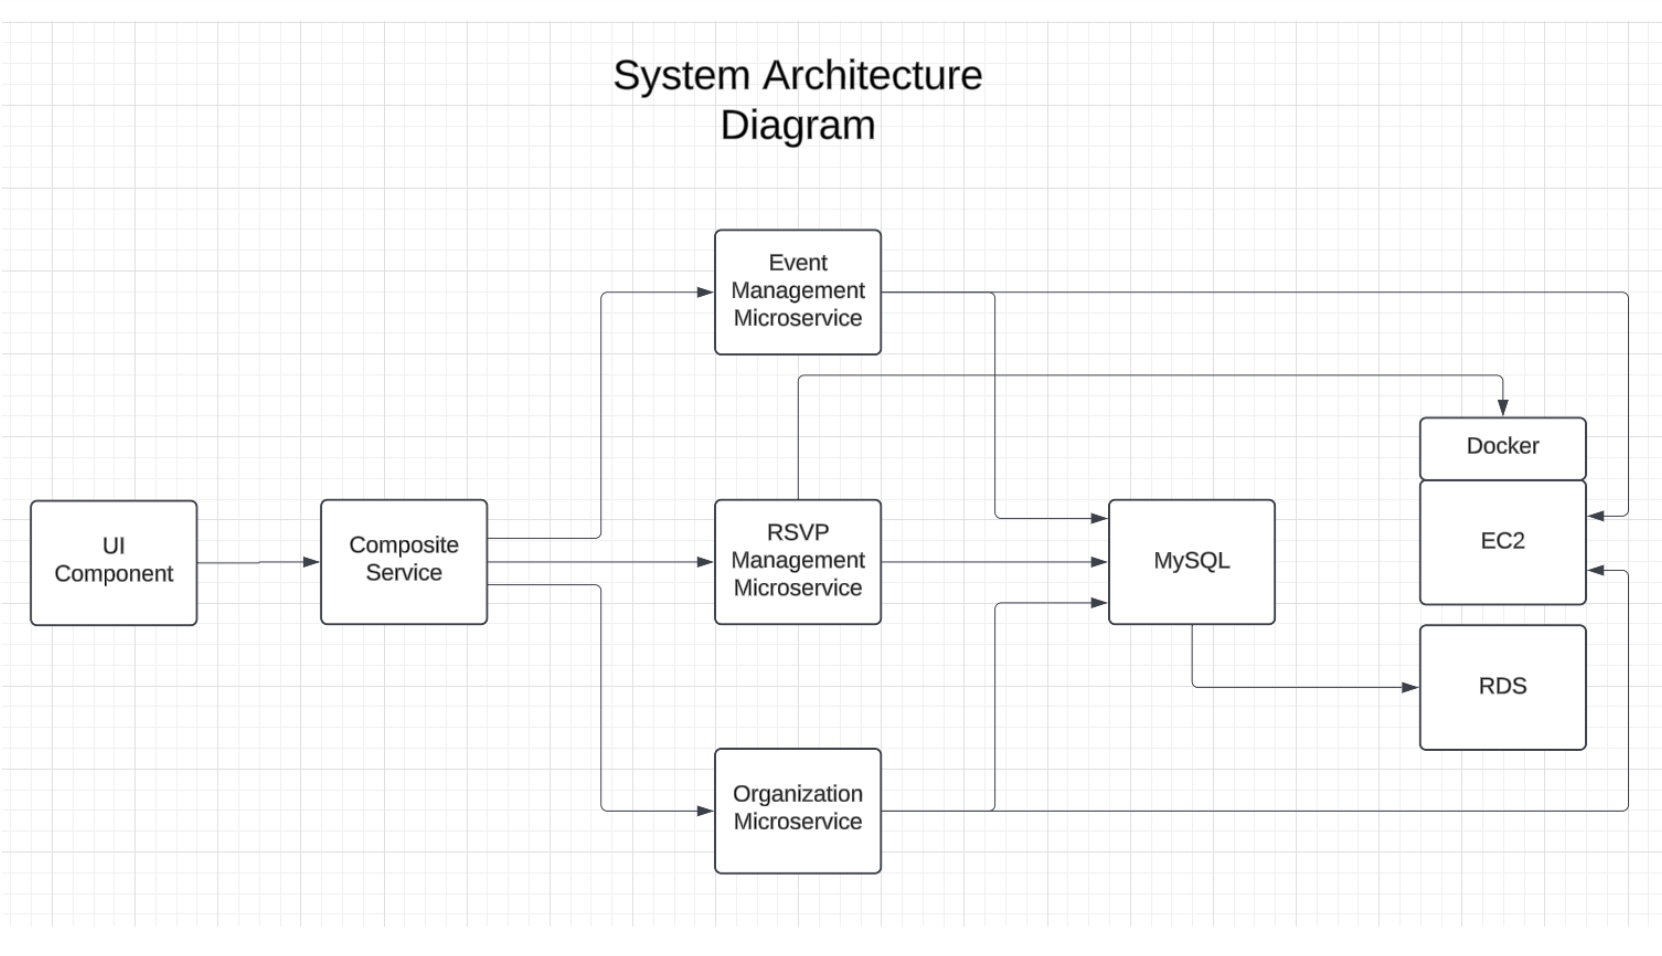 System Architecture
Diagram
Event
Management
Microservice
Docker
UI
Component
Composite
Service
RSVP
Management
Microservice
MySQL
EC2
RDS
Organization
Microservice